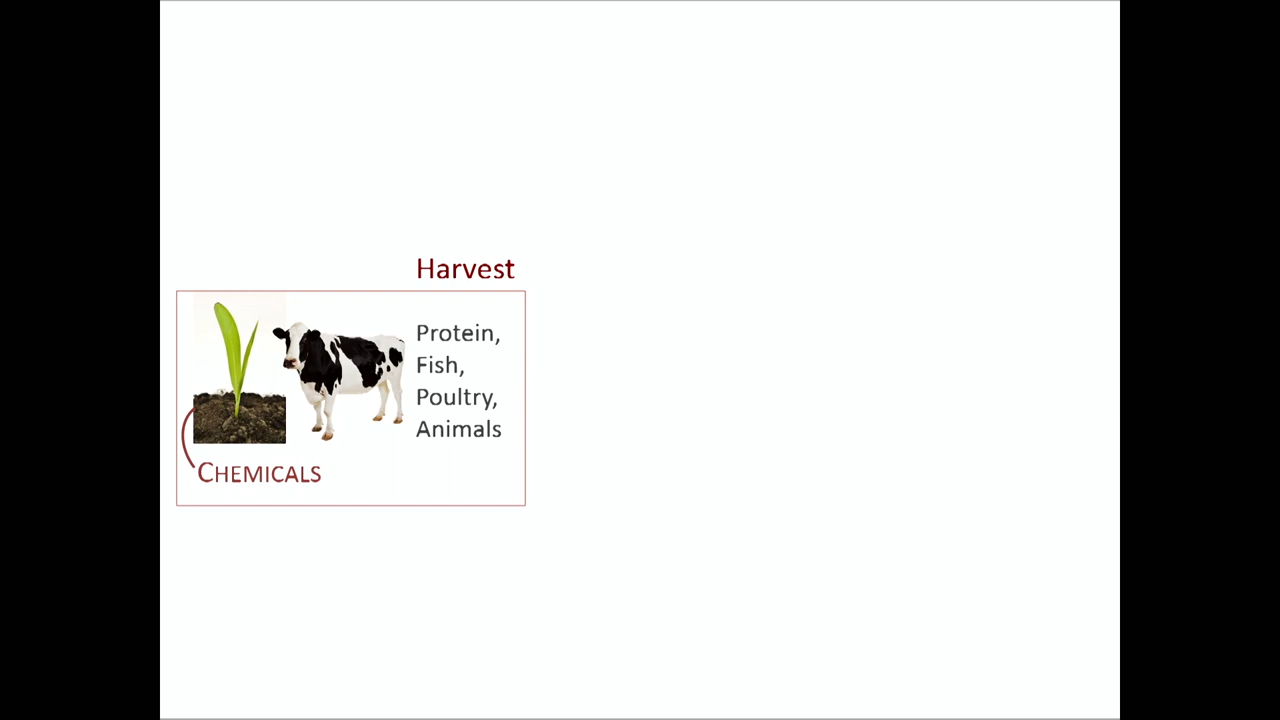 Harvest
Protein,
Fish,
Poultry,
Animals
CHEMICALS